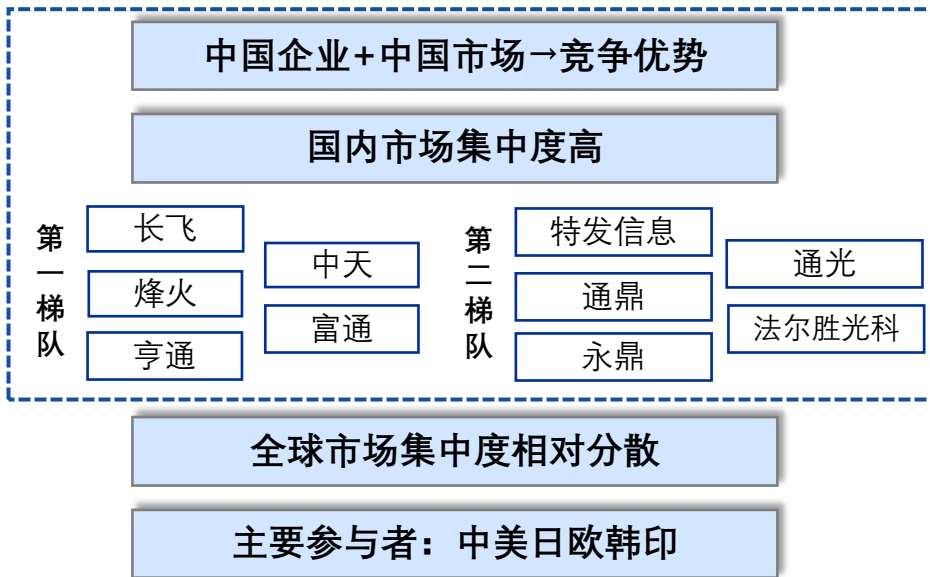 中国企业+中国市场→竞争优势
国内市场集中度高
第一梯队
长飞
烽火
亨通
中天
富通
第二梯队
特发信息
通鼎
永鼎
通光
法尔胜光科
全球市场集中度相对分散
主要参与者：中美日欧韩印